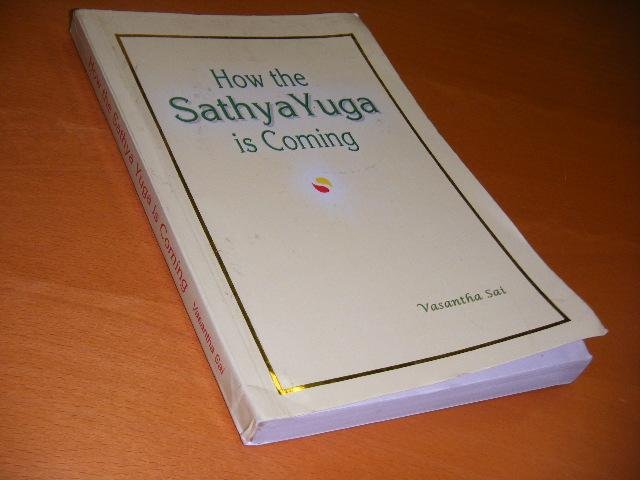 How the
SathyaYuga
is Coming
Vasantha Sai
How the Sathya Yuga is Coming Vasantha Sai